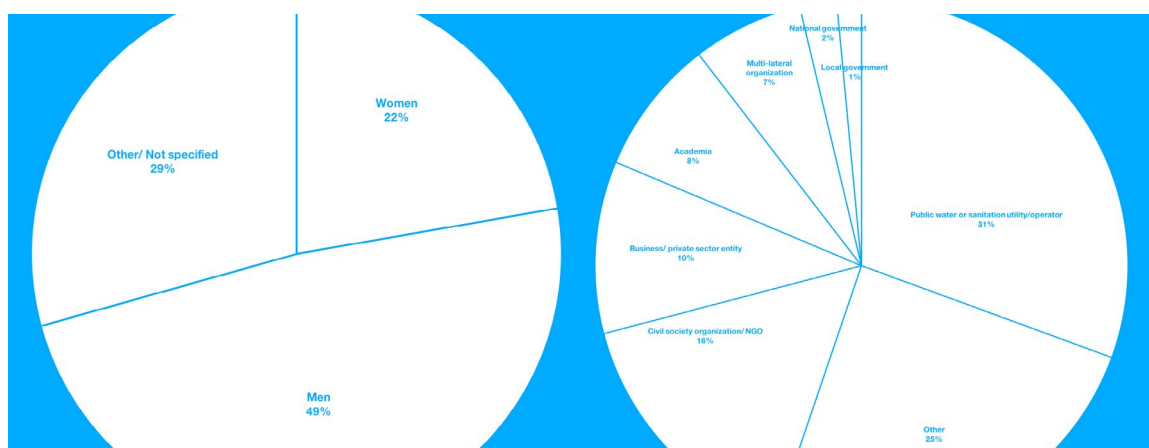 Women
22%
Other/ Not specified
29%
Men
49%
National government
2%
Local government
1%
Multi-lateral
organization
7%
Academia
8%
Public water or sanitation utility/operator
31%
Business/ private sector entity
10%
Civil society organization/ NGO
16%
Other
25%